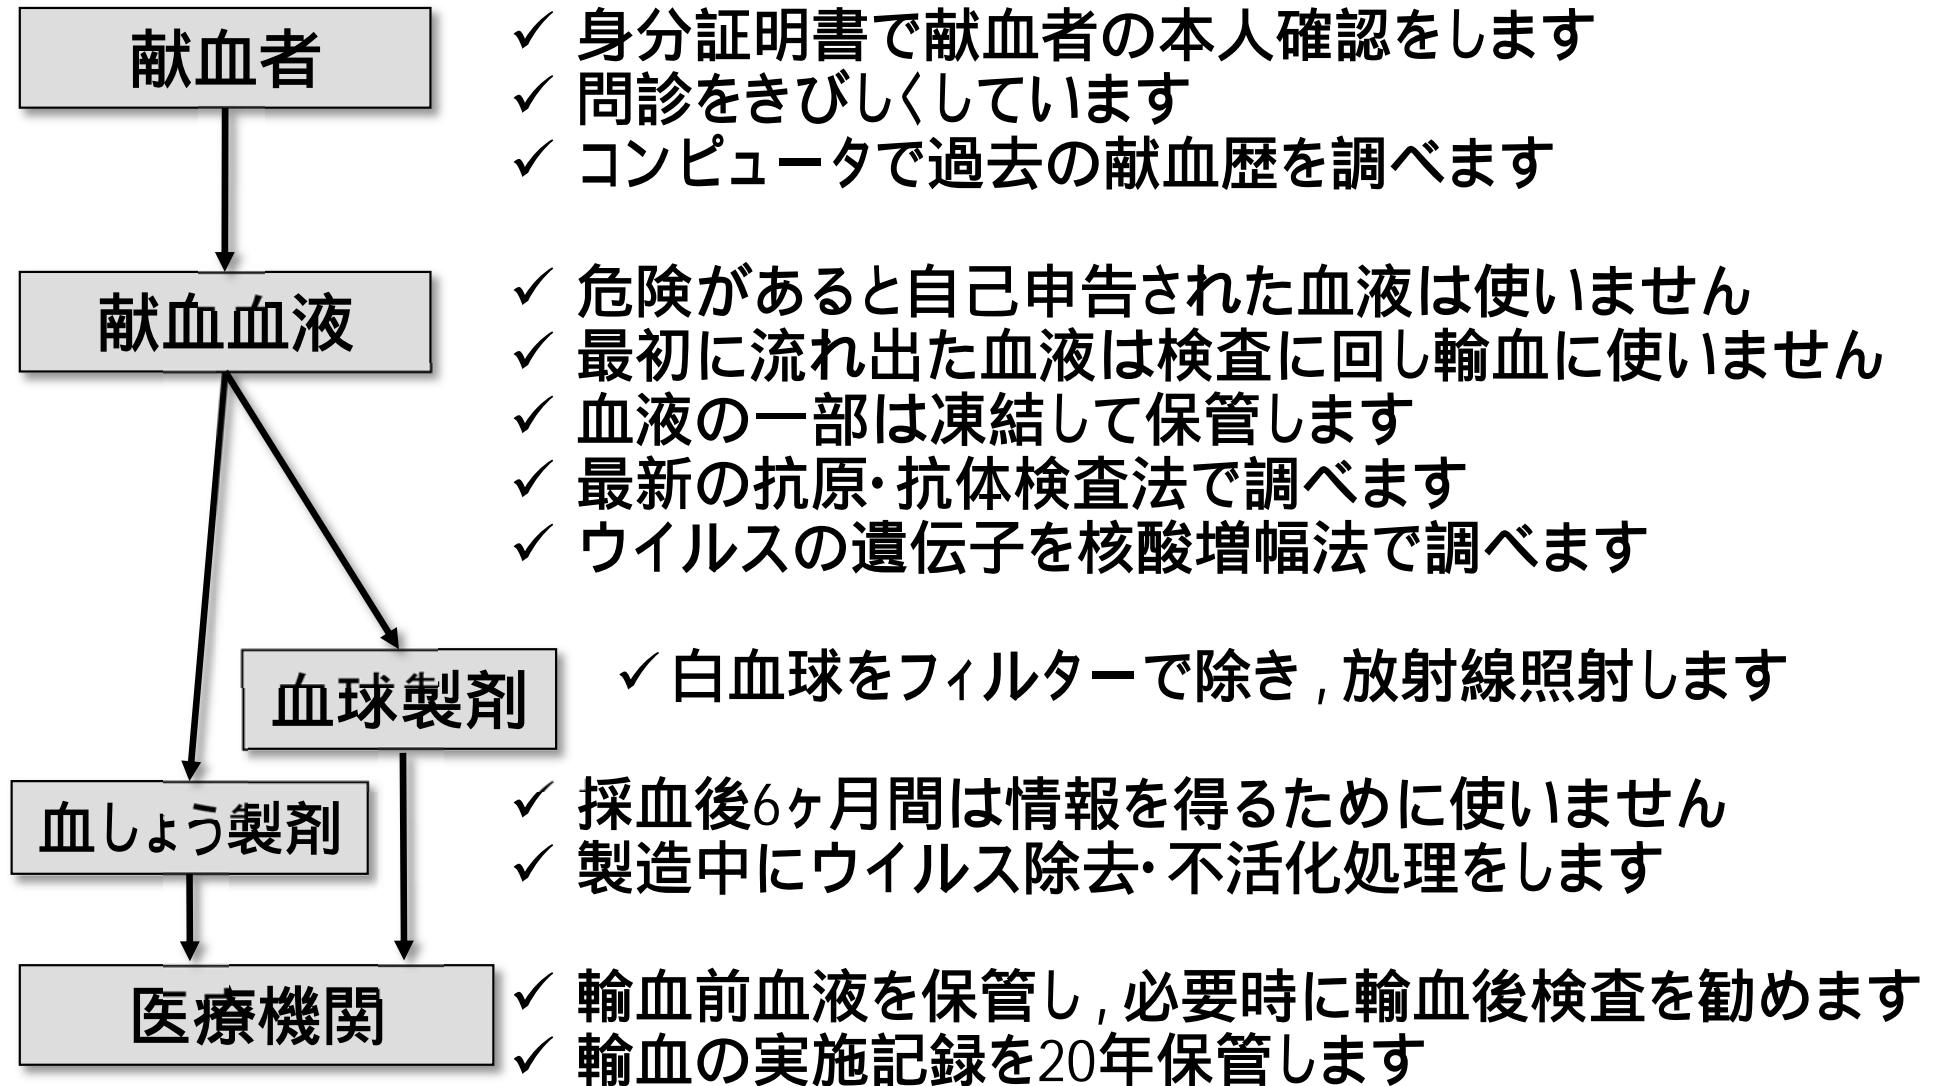 献血者
✓ 身分証明書で献血者の本人確認をします
✓ 問診をきびしくしています
✓ コンピュータで過去の献血歴を調べます
献血血液
✓ 危険があると自己申告された血液は使いません
✓ 最初に流れ出た血液は検査に回し輸血に使いません
✓ 血液の一部は凍結して保管します
✓ 最新の抗原・抗体検査法で調べます
✓ ウイルスの遺伝子を核酸増幅法で調べます
血球製剤
✓ 白血球をフィルターで除き,放射線照射します
血しょう製剤
✓ 採血後6ヶ月間は情報を得るために使いません
✓ 製造中にウイルス除去・不活化処理をします
医療機関
✓ 輸血前血液を保管し,必要時に輸血後検査を勧めます
✓ 輸血の実施記録を20年保管します